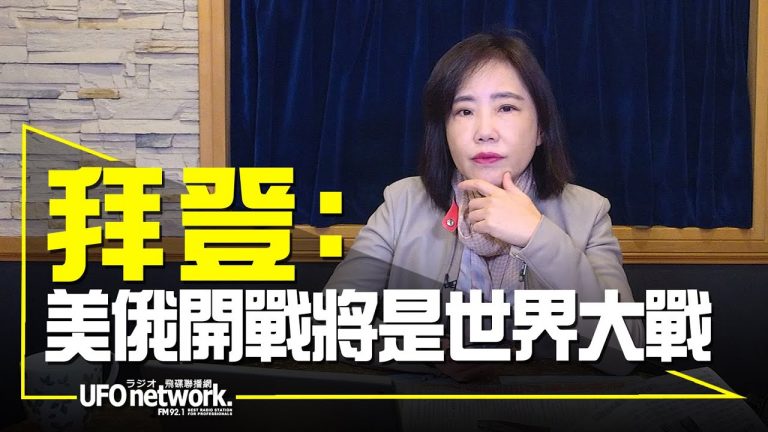 拜登:
美俄開戰將是世界大戰
ラジオ 飛碟聯播網
UFO network.
FM 92.1 BEST RADIO STATION
FOR PROFESSIONALS